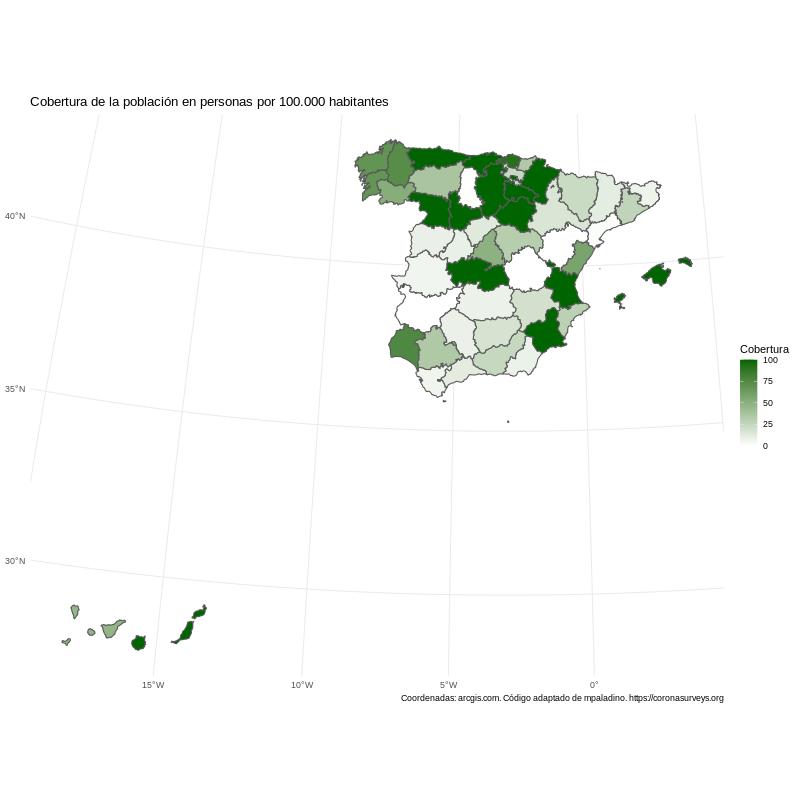 Cobertura de la población en personas por 100.000 habitantes
40°N
35°N
30°N
15°W
10°W
5°W
0°
Cobertura
100
75
50
25
0
Coordenadas: arcgis.com. Código adaptado de mpaladino. https://coronasurveys.org